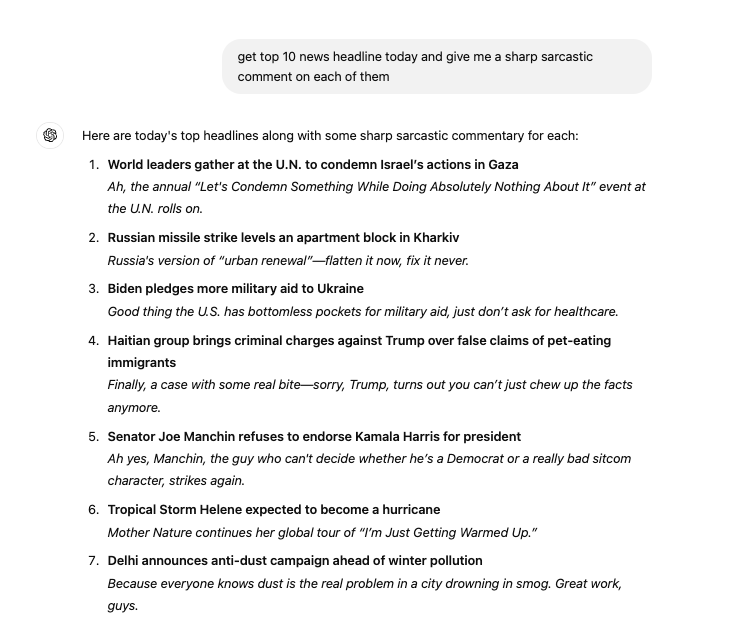 get top 10 news headline today and give me a sharp sarcastic
comment on each of them
Here are today's top headlines along with some sharp sarcastic commentary for each:
1. World leaders gather at the U.N. to condemn Israel's actions in Gaza
Ah, the annual “Let's Condemn Something While Doing Absolutely Nothing About It” event at
the U.N. rolls on.
2. Russian missile strike levels an apartment block in Kharkiv
Russia's version of “urban renewal”—flatten it now, fix it never.
3. Biden pledges more military aid to Ukraine
Good thing the U.S. has bottomless pockets for military aid, just don’t ask for healthcare.
4. Haitian group brings criminal charges against Trump over false claims of pet-eating
immigrants
Finally, a case with some real bite—sorry, Trump, turns out you can’t just chew up the facts
anymore.
5. Senator Joe Manchin refuses to endorse Kamala Harris for president
Ah yes, Manchin, the guy who can't decide whether he’s a Democrat or a really bad sitcom
character, strikes again.
6. Tropical Storm Helene expected to become a hurricane
Mother Nature continues her global tour of “I’m Just Getting Warmed Up.”
7. Delhi announces anti-dust campaign ahead of winter pollution
Because everyone knows dust is the real problem in a city drowning in smog. Great work,
guys.